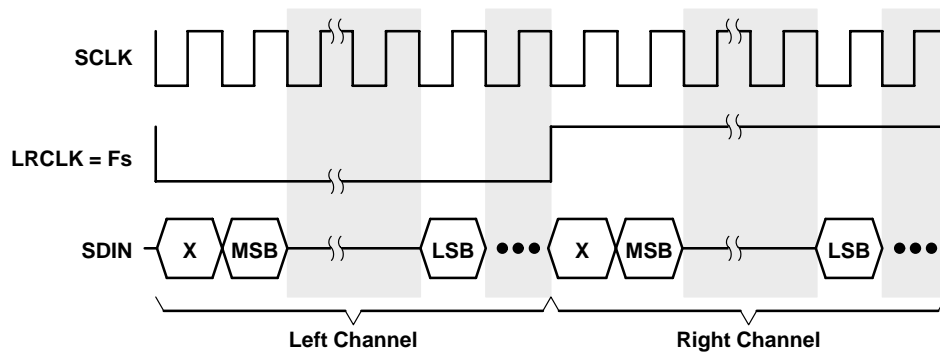 SCLK
LRCLK = Fs
SDIN X MSB LSB ●●● X MSB LSB ●●●
Left Channel Right Channel